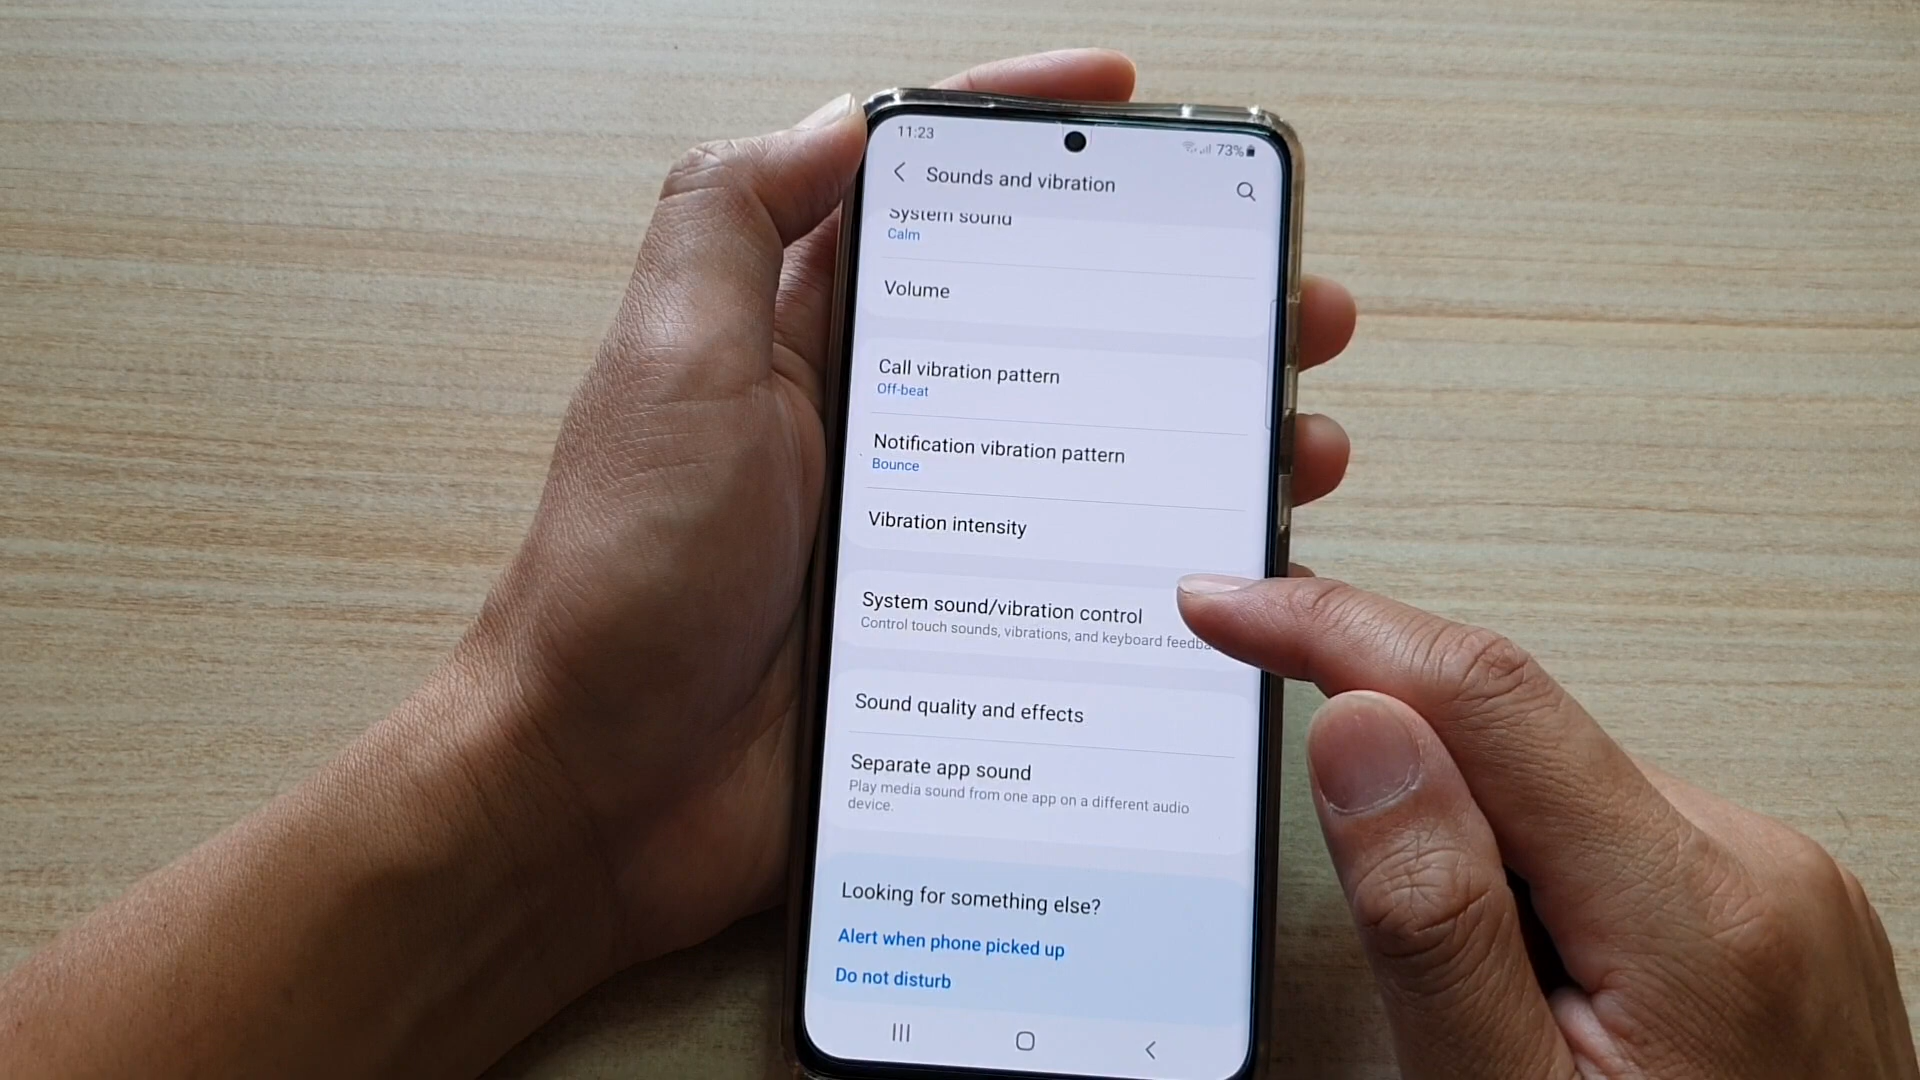 11:23
73%
Sounds and vibration
System sound
Calm
Volume
Call vibration pattern
Off-beat
Notification vibration pattern
Bounce
Vibration intensity
System sound/vibration control
Control touch sounds, vibrations, and keyboard
Sound quality and effects
Separate app sound
Play media sound from one app on a different audio
device.
Looking for something else?
Alert when phone picked up
Do not disturb